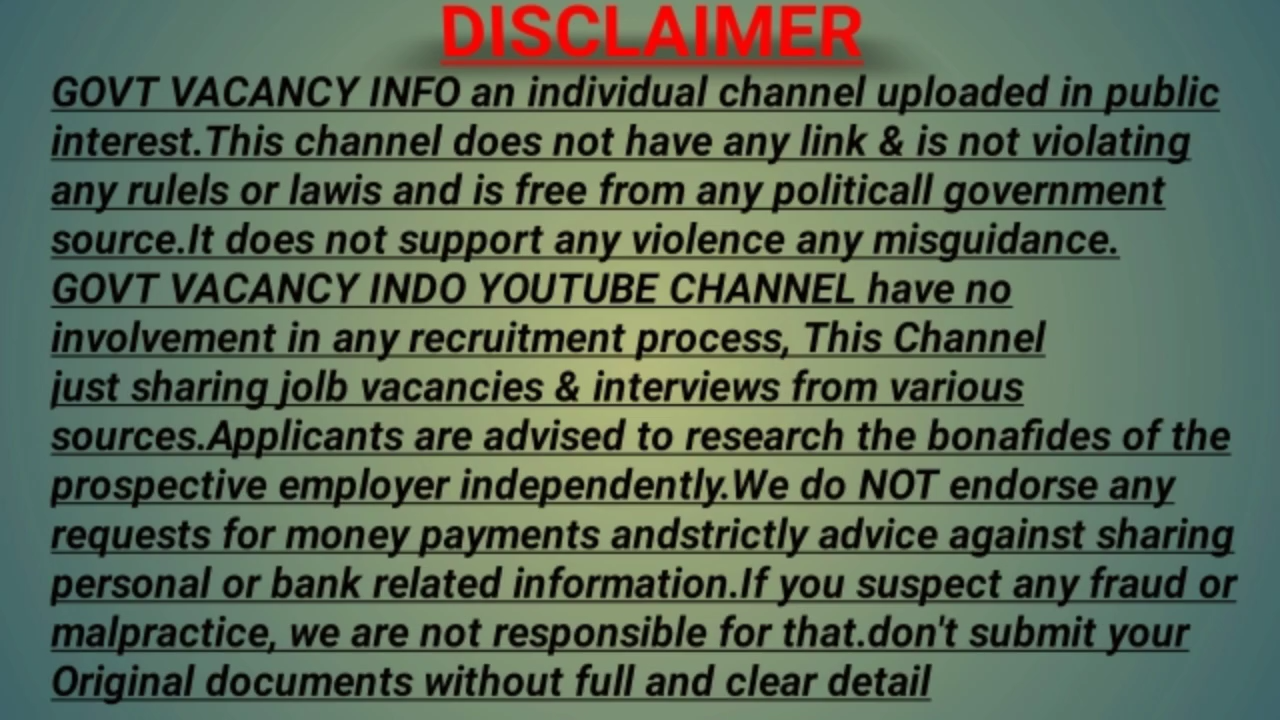 DISCLAIMER
GOVT VACANCY INFO an individual channel uploaded in public
interest.This channel does not have any link & is not violating
any rulels or lawis and is free from any politicall government
source.It does not support any violence any misguidance.
GOVT VACANCY INDO YOUTUBE CHANNEL have no
involvement in any recruitment process, This Channel
just sharing jolb vacancies & interviews from various
sources.Applicants are advised to research the bonafides of the
prospective employer independently.We do NOT endorse any
requests for money payments andstrictly advice against sharing
personal or bank related information.If you suspect any fraud or
malpractice, we are not responsible for that.don't submit your
Original documents without full and clear detail